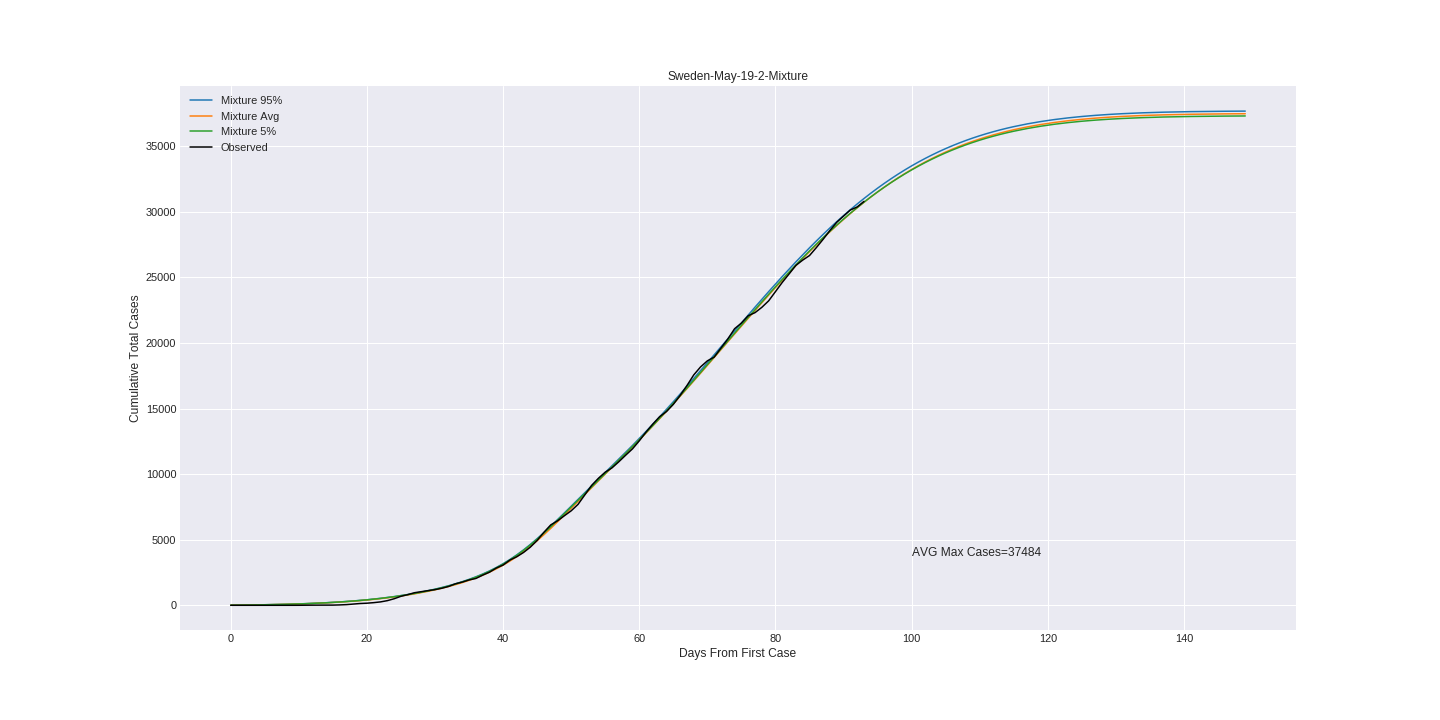 Sweden-May-19-2-Mixture
Mixture 95%
Mixture Avg
Mixture 5%
Observed
35000
30000
25000
20000
15000
10000
5000
0
Cumulative Total Cases
AVG Max Cases=37484
0 20 40 60 80 100 120 140
Days From First Case